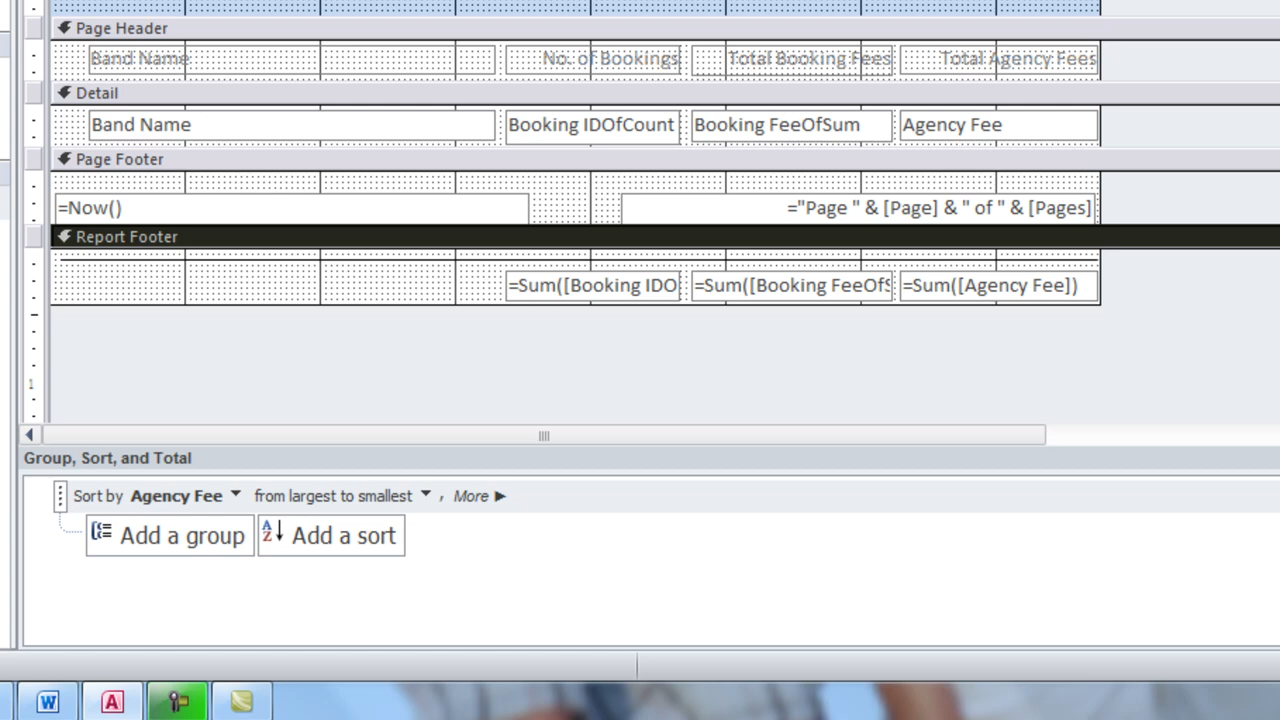 Page Header
Band Name No. of Bookings Total Booking Fees Total Agency Fees
Detail
Band Name Booking IDOfCount Booking FeeOfSum Agency Fee
Page Footer
=Now() ="Page " & [Page] & " of " & [Pages]
Report Footer
=Sum([Booking IDO =Sum([Booking FeeOfS =Sum([Agency Fee])
1
Group, Sort, and Total
Sort by Agency Fee from largest to smallest , More
Add a group Add a sort